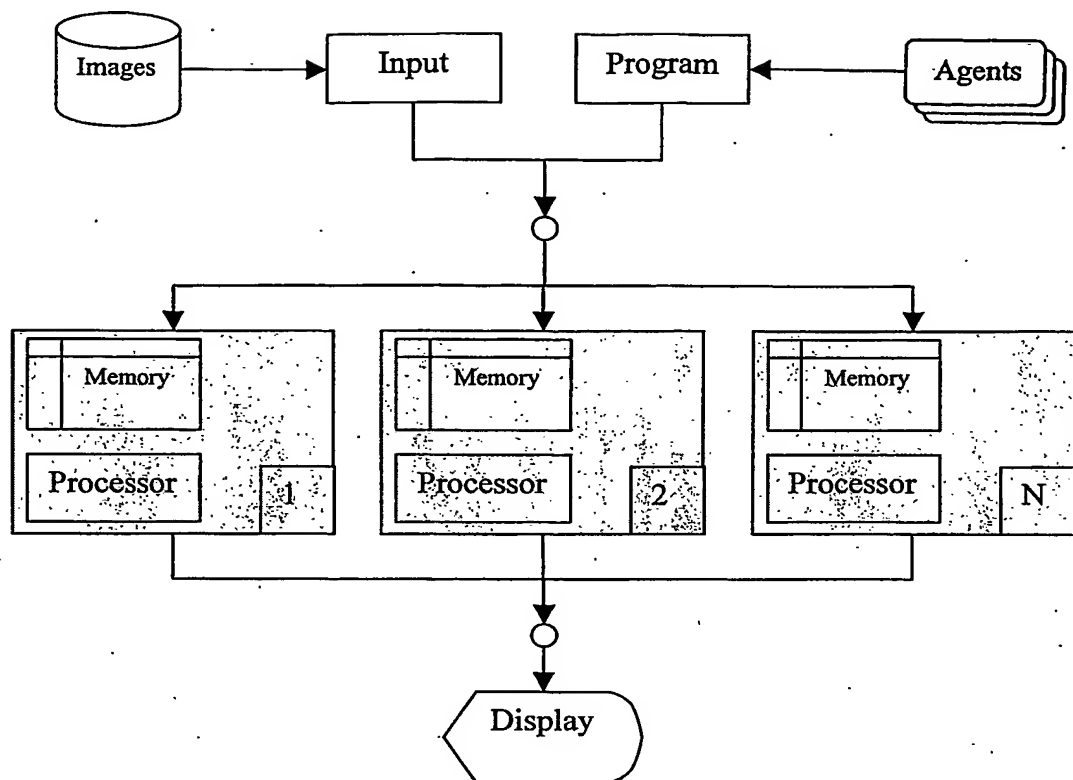 Images
Input
Program
Agents
Memory
Memory
Memory
Processor
1
Processor
2
Processor
N
Display